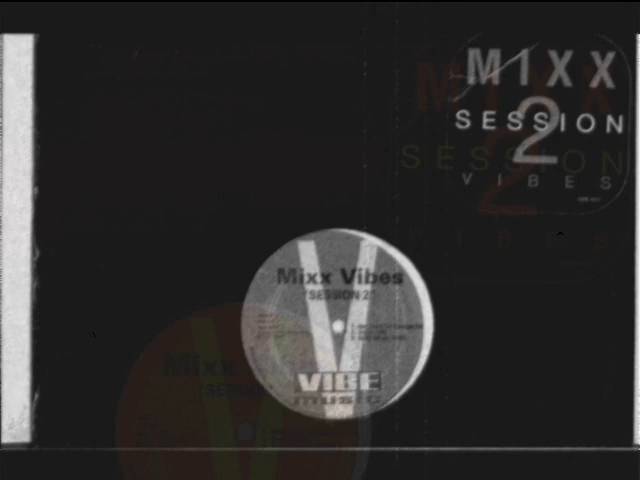 MIXX
SESSION
2
VIBES
Mixx Vibes
"SESSION 2"
VIBE
music